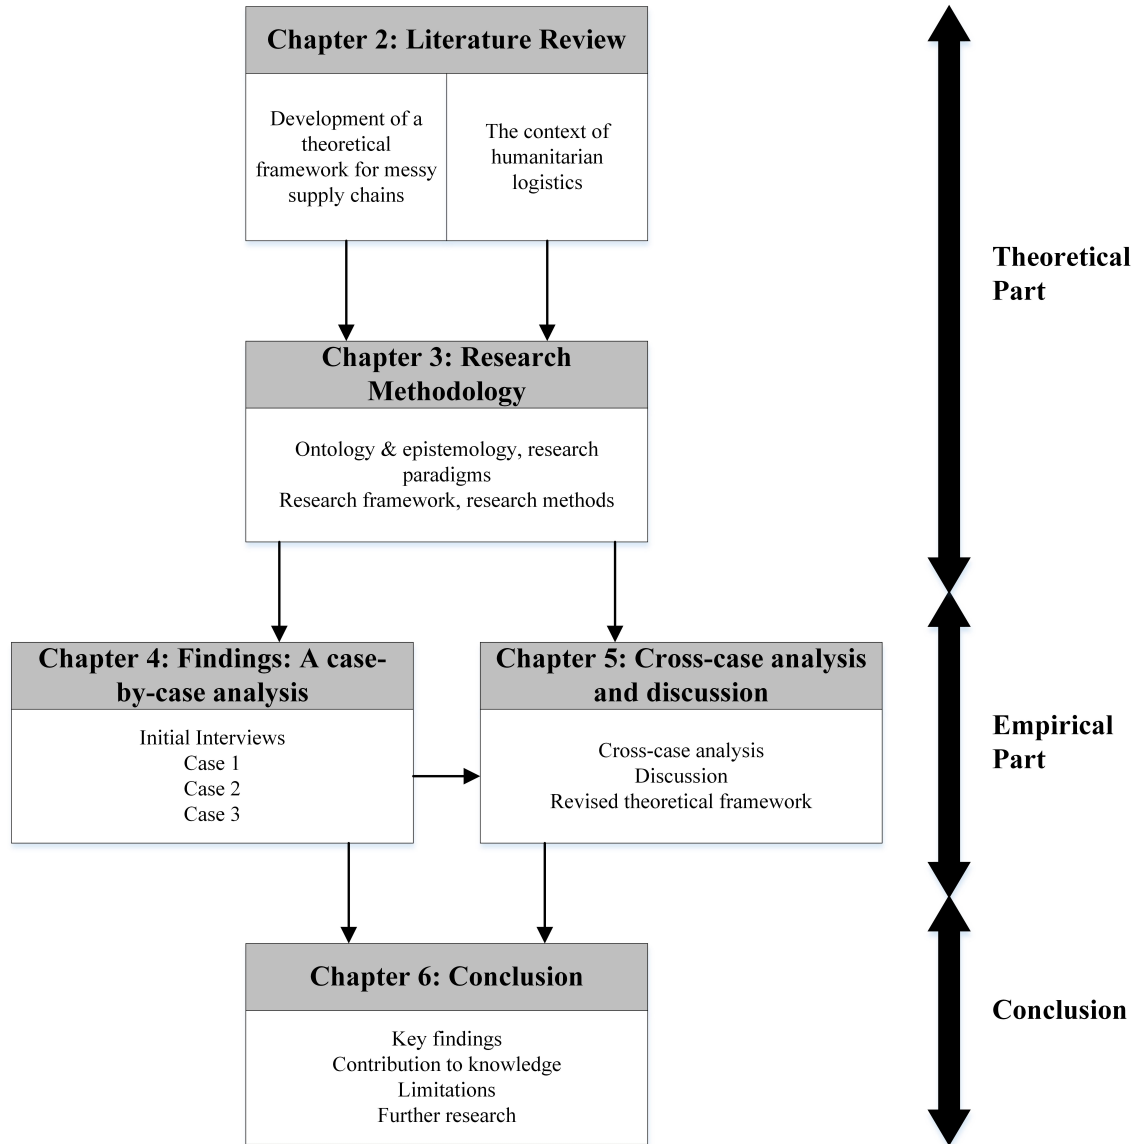 Chapter 2: Literature Review
Development of a
theoretical
framework for messy
supply chains
The context of
humanitarian
logistics
Theoretical
Part
Chapter 3: Research
Methodology
Ontology & epistemology, research
paradigms
Research framework, research methods
Chapter 4: Findings: A case-
by-case analysis
Initial Interviews
Case 1
Case 2
Case 3
Chapter 5: Cross-case analysis
and discussion
Cross-case analysis
Discussion
Revised theoretical framework
Empirical
Part
Chapter 6: Conclusion
Key findings
Contribution to knowledge
Limitations
Further research
Conclusion